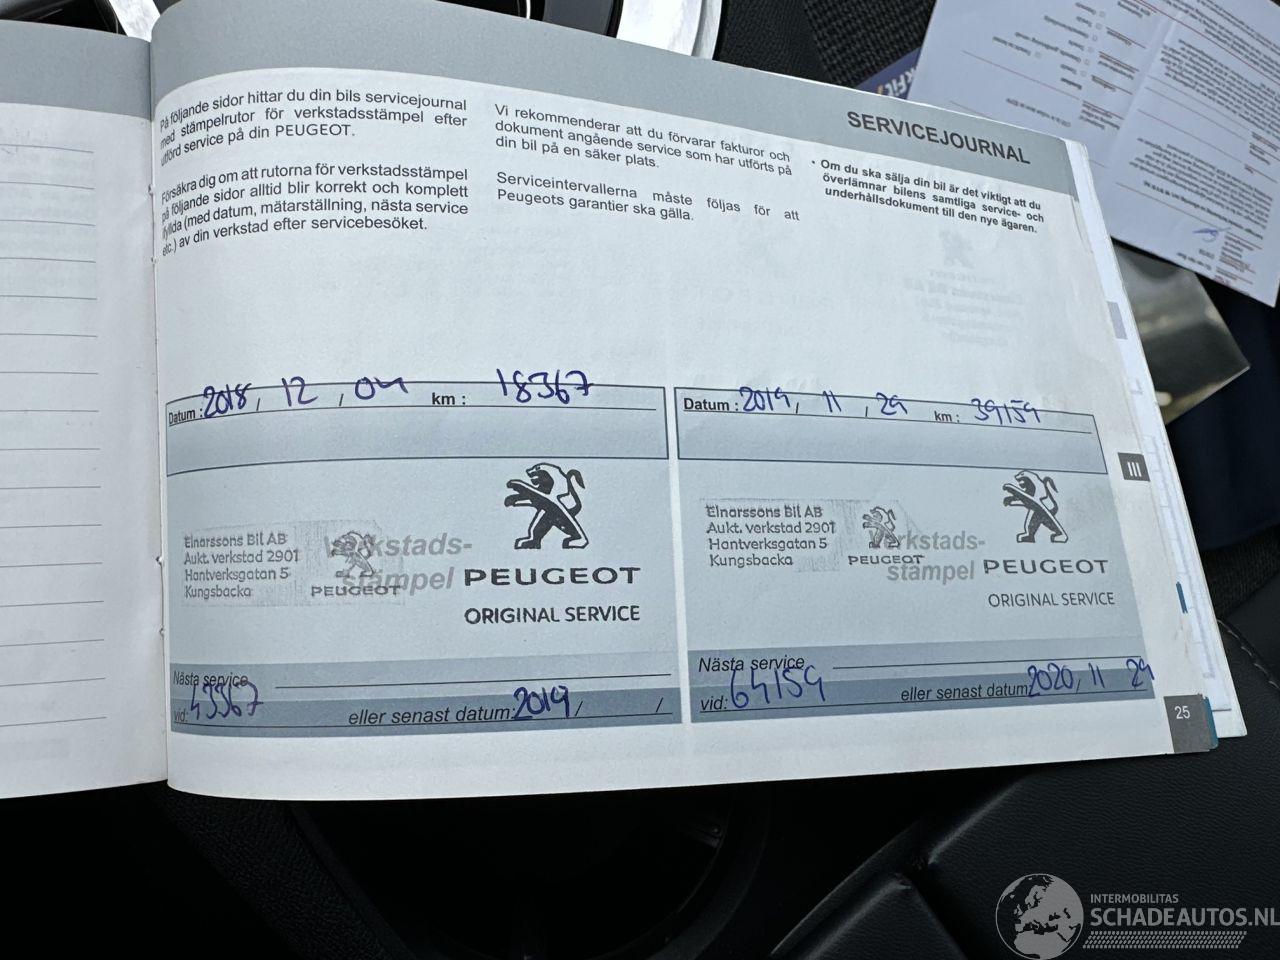 SERVICEJOURNAL
På följande sidor hittar du din bils servicejournal
med stämpelrutor för verkstadsstämpel efter
utförd service på din PEUGEOT.
Försäkra dig om att rutorna för verkstadsstämpel
på följande sidor alltid blir korrekt och komplett
ifyllda (med datum, mätarställning, nästa service
etc.) av din verkstad efter servicebesöket.
Vi rekommenderar att du förvarar fakturor och
dokument angående service som har utförts på
din bil på en säker plats.
Serviceintervallerna måste följas för att
Peugeots garantier ska gälla.
• Om du ska sälja din bil är det viktigt att du
överlämnar bilens samtliga service- och
underhållsdokument till den nye ägaren.
Datum : 2018, 12, 04 km : 18367
Einarssons Bil AB
Aukt. verkstad 2901
Hantverksgatan 5
Kungsbacka
PEUGEOT
Verkstads-
stämpel
PEUGEOT
ORIGINAL SERVICE
Nästa service
vid: 43367 eller senast datum: 2019 / /
Datum : 2019, 11, 29 km : 39159
Einarssons Bil AB
Aukt. verkstad 2901
Hantverksgatan 5
Kungsbacka
PEUGEOT
Verkstads-
stämpel
PEUGEOT
ORIGINAL SERVICE
Nästa service
vid: 64159 eller senast datum 2020, 11 29
III
25
INTERMOBILITAS
SCHADEAUTOS.NL